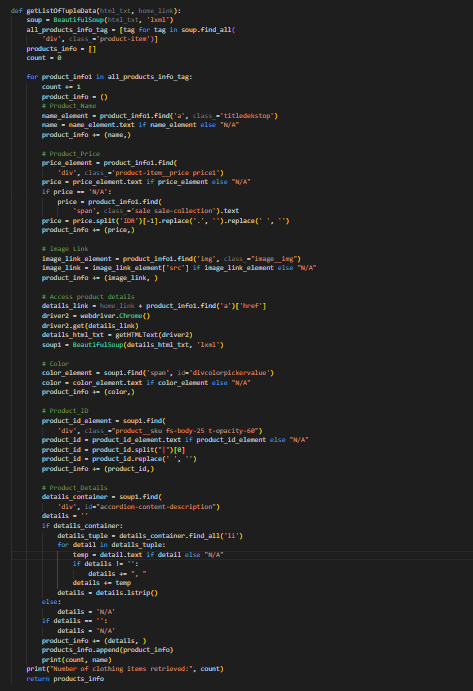 def getListOfTupleData(html_txt, home_link):
    soup = BeautifulSoup(html_txt, 'lxml')
    all_products_info_tag = [tag for tag in soup.find_all(
        'div', class_='product-item')]
    products_info = []
    count = 0

    for product_info1 in all_products_info_tag:
        count += 1
        product_info = ()
        # Product_Name
        name_element = product_info1.find('a', class_='titledekstop')
        name = name_element.text if name_element else "N/A"
        product_info += (name,)

        # Product_Price
        price_element = product_info1.find(
            'div', class_='product-item__price price1')
        price = price_element.text if price_element else "N/A"
        if price == 'N/A':
            price = product_info1.find(
                'span', class_='sale sale-collection').text
        price = price.split('IDR')[-1].replace('.', '').replace(' ', '')
        product_info += (price,)

        # Image Link
        image_link_element = product_info1.find('img', class_="image__img")
        image_link = image_link_element['src'] if image_link_element else "N/A"
        product_info += (image_link, )

        # Access product details
        details_link = home_link + product_info1.find('a')['href']
        driver2 = webdriver.Chrome()
        driver2.get(details_link)
        details_html_txt = getHTMLText(driver2)
        soup1 = BeautifulSoup(details_html_txt, 'lxml')

        # Color
        color_element = soup1.find('span', id='divcolorpickervalue')
        color = color_element.text if color_element else "N/A"
        product_info += (color,)

        # Product_ID
        product_id_element = soup1.find(
            'div', class_="product__sku fs-body-25 t-opacity-60")
        product_id = product_id_element.text if product_id_element else "N/A"
        product_id = product_id.split("|")[0]
        product_id = product_id.replace(' ', '')
        product_info += (product_id,)

        # Product_Details
        details_container = soup1.find(
            'div', id="accordion-content-description")
        details = ''
        if details_container:
            details_tuple = details_container.find_all('li')
            for detail in details_tuple:
                temp = detail.text if detail else "N/A"
                if details != '':
                    details += ", "
                details += temp
            details = details.lstrip()
        else:
            details = 'N/A'
        if details == '':
            details = 'N/A'
        product_info += (details, )
        products_info.append(product_info)
        print(count, name)
    print("Number of clothing items retrieved:", count)
    return products_info